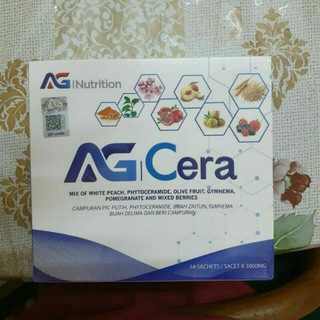 AG Nutrition
AG Cera
MIX OF WHITE PEACH, PHYTOCERAMIDE, OLIVE FRUIT, GYMNEMA,
POMEGRANATE AND MIXED BERRIES
CAMPURAN PIC PUTIH, PHYTOCERAMIDE, BUAH ZAITUN, GIMNEMA
BUAH DELIMA DAN BERI CAMPURAN
14 SACHETS / SACET X 3000MG